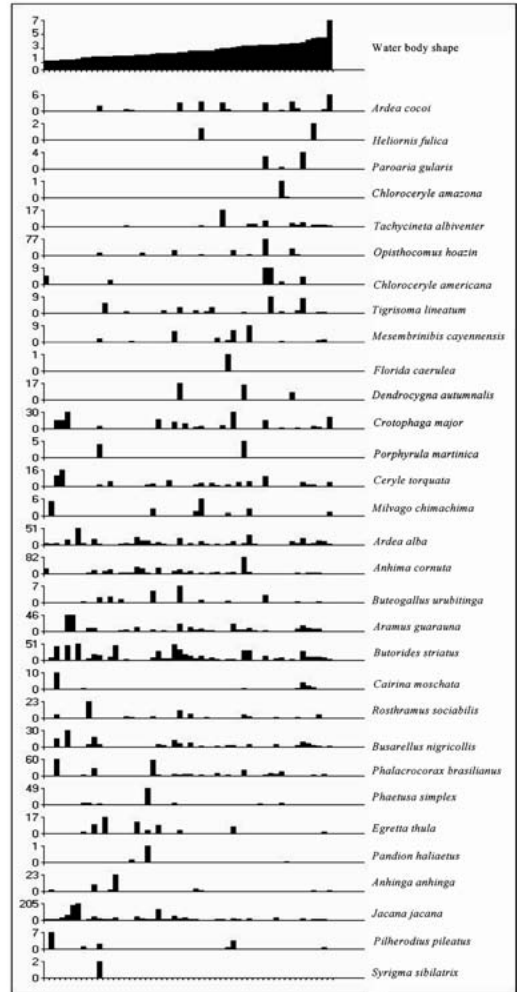 7
5
3 Water body shape
1
0
6
0 Ardea cocoi
2
0 Heliornis fulica
4
0 Paroaria gularis
1
0 Chloroceryle amazona
17
0 Tachycineta albiventer
77
0 Opisthocomus hoazin
9
0 Chloroceryle americana
9
0 Tigrisoma lineatum
9
0 Mesembrinibis cayennensis
1
0 Florida caerulea
17
0 Dendrocygna autumnalis
30
0 Crotophaga major
5
0 Porphyrula martinica
16
0 Ceryle torquata
6
0 Milvago chimachima
51
0 Ardea alba
82
0 Anhima cornuta
7
0 Buteogallus urubitinga
46
0 Aramus guarauna
51
0 Butorides striatus
10
0 Cairina moschata
23
0 Rosthramus sociabilis
30
0 Busarellus nigricollis
60
0 Phalacrocorax brasilianus
49
0 Phaetusa simplex
17
0 Egretta thula
1
0 Pandion haliaetus
23
0 Anhinga anhinga
205
0 Jacana jacana
7
0 Pilherodius pileatus
2
0 Syrigma sibilatrix